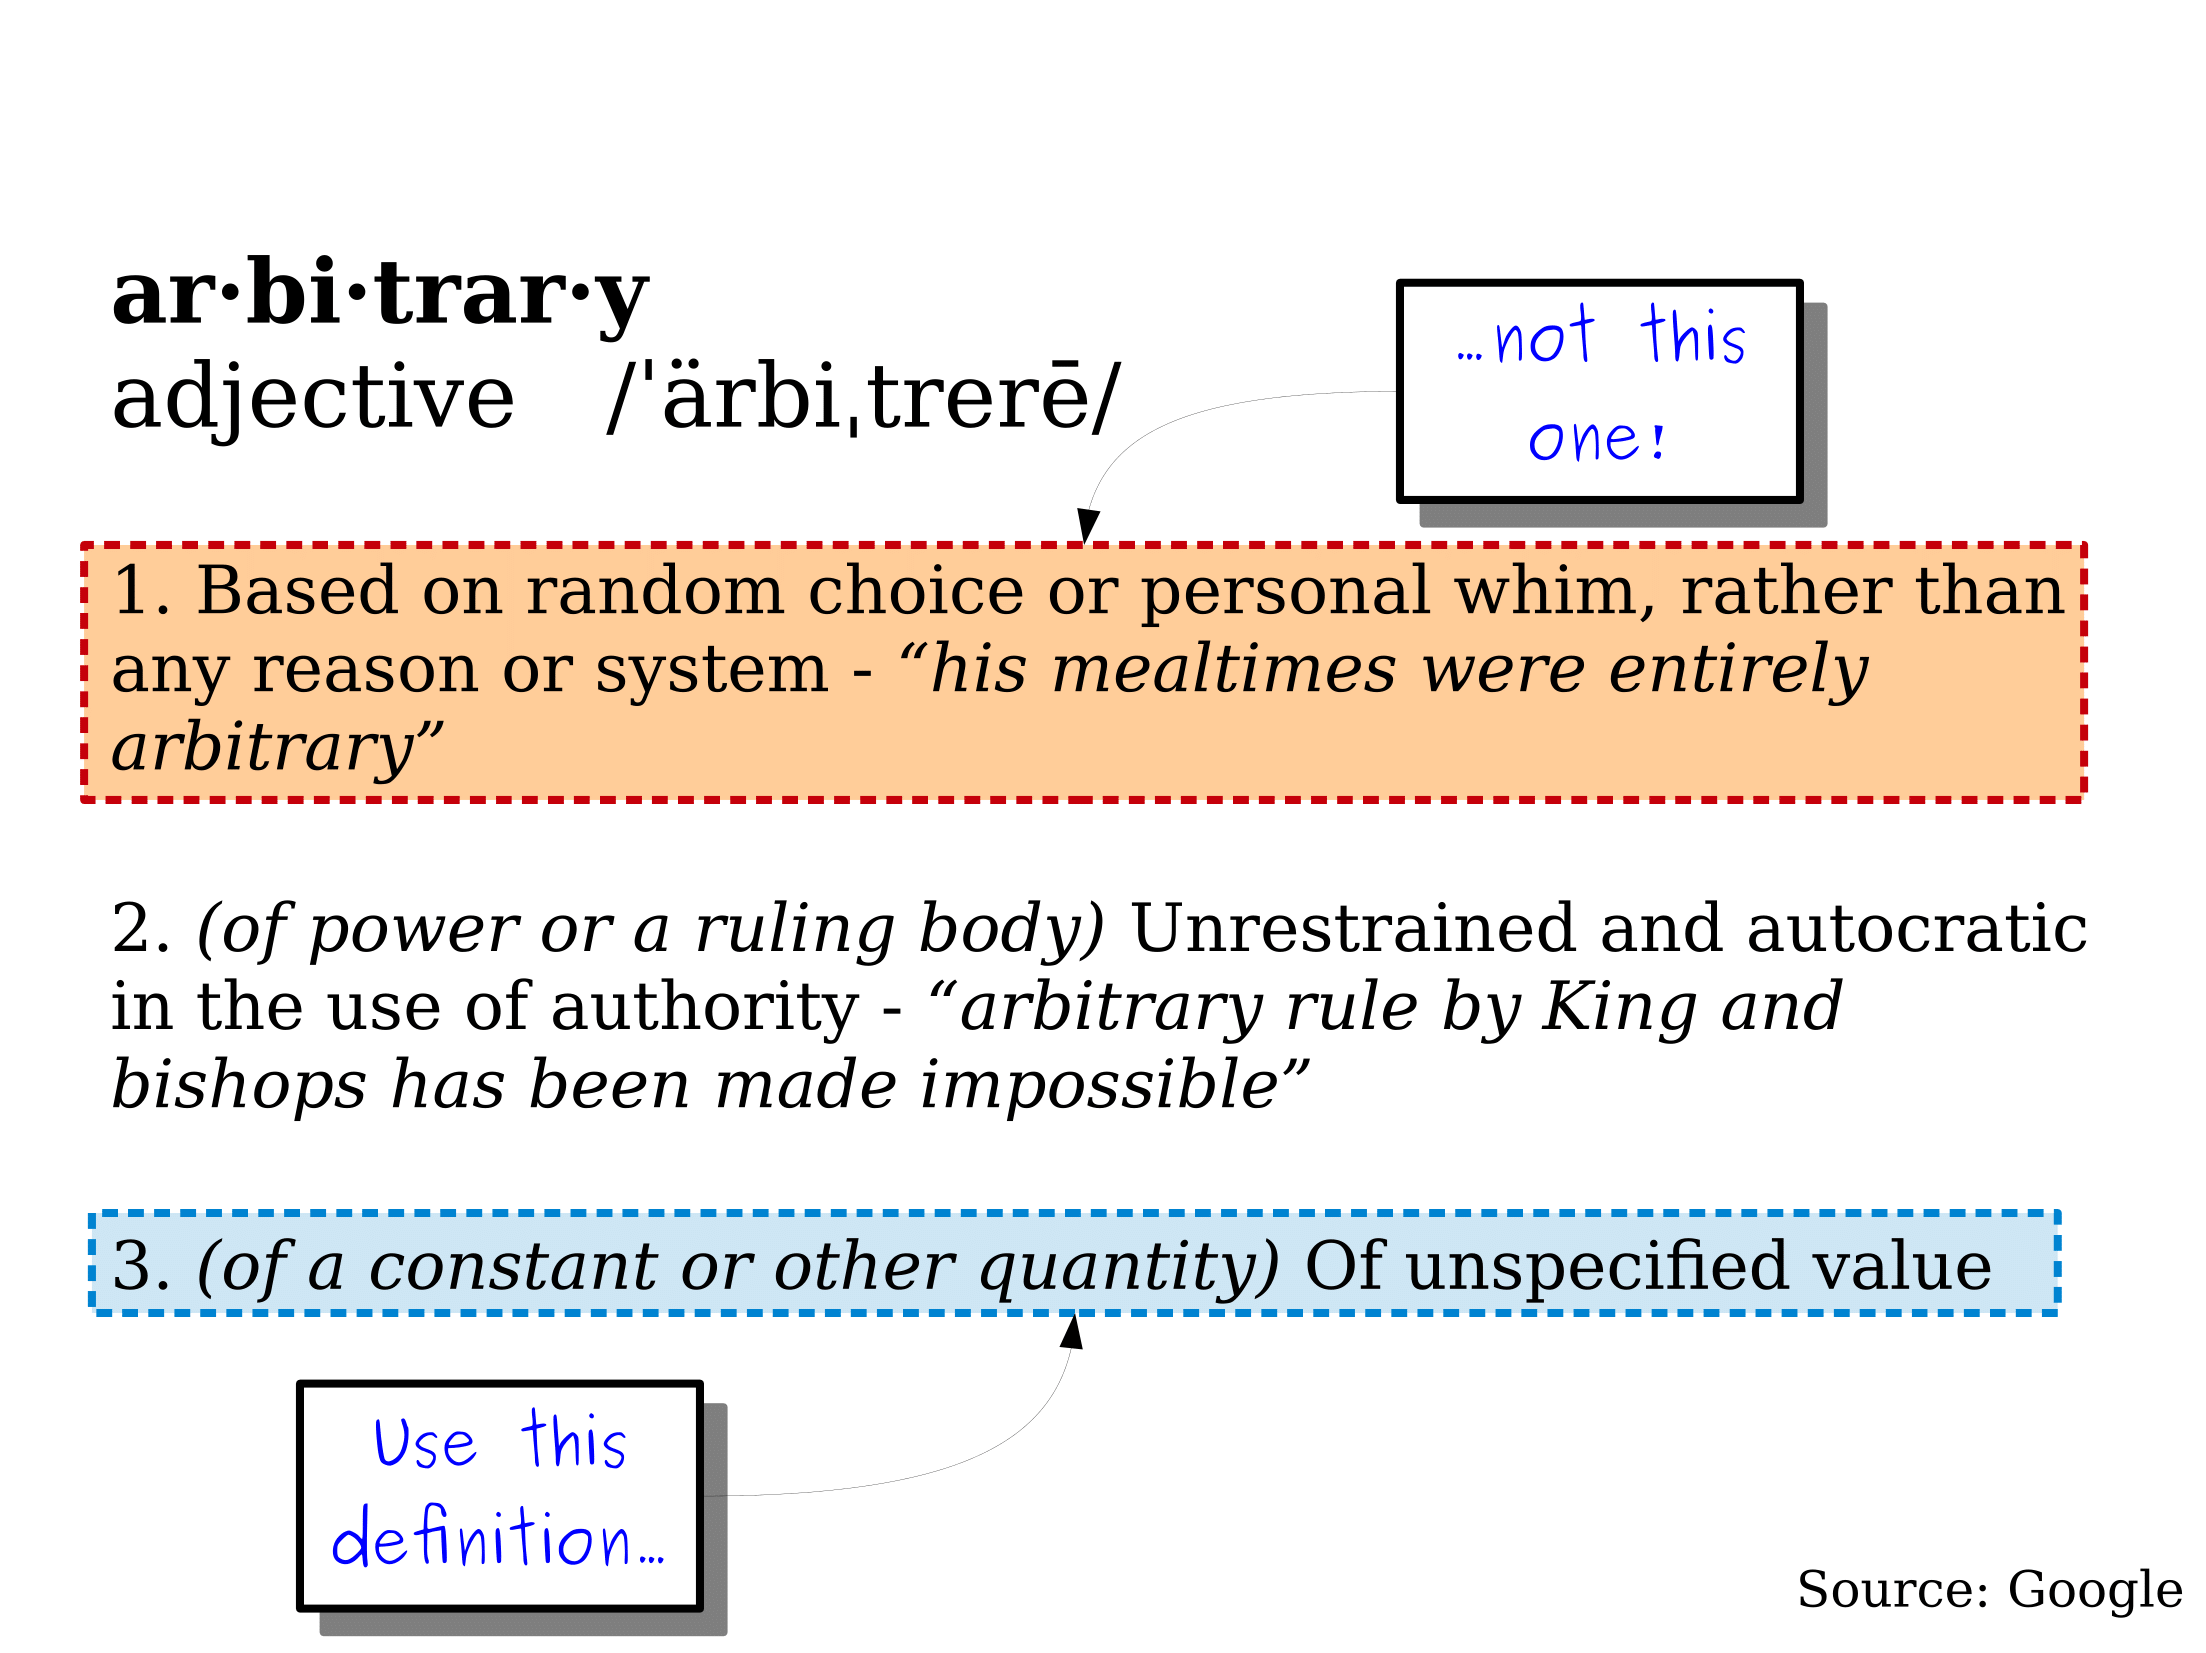 ar·bi·trar·y
adjective /ˈärbiˌtrerē/
…not this
one!
1. Based on random choice or personal whim, rather than
any reason or system - “his mealtimes were entirely
arbitrary”
2. (of power or a ruling body) Unrestrained and autocratic
in the use of authority - “arbitrary rule by King and
bishops has been made impossible”
3. (of a constant or other quantity) Of unspecified value
Use this
definition…
Source: Google